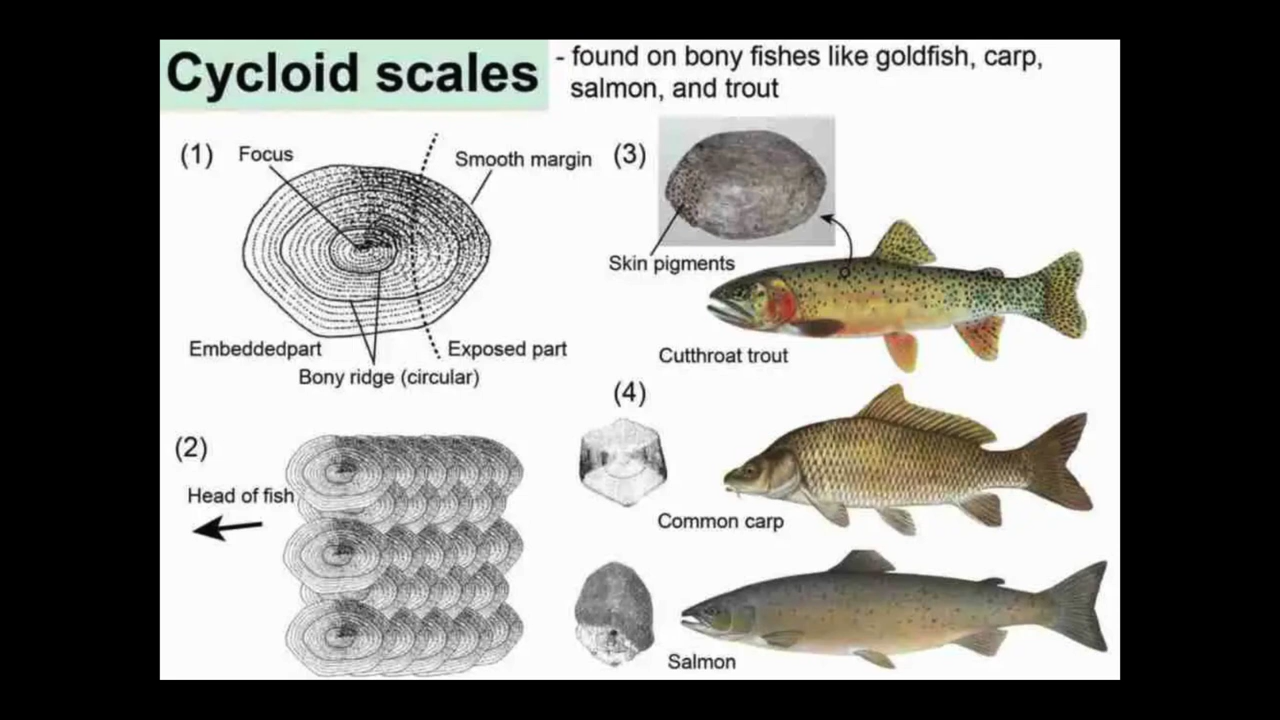 Cycloid scales
- found on bony fishes like goldfish, carp,
salmon, and trout
(1)
Focus
Smooth margin
Embeddedpart
Exposed part
Bony ridge (circular)
(2)
Head of fish
(3)
Skin pigments
Cutthroat trout
(4)
Common carp
Salmon